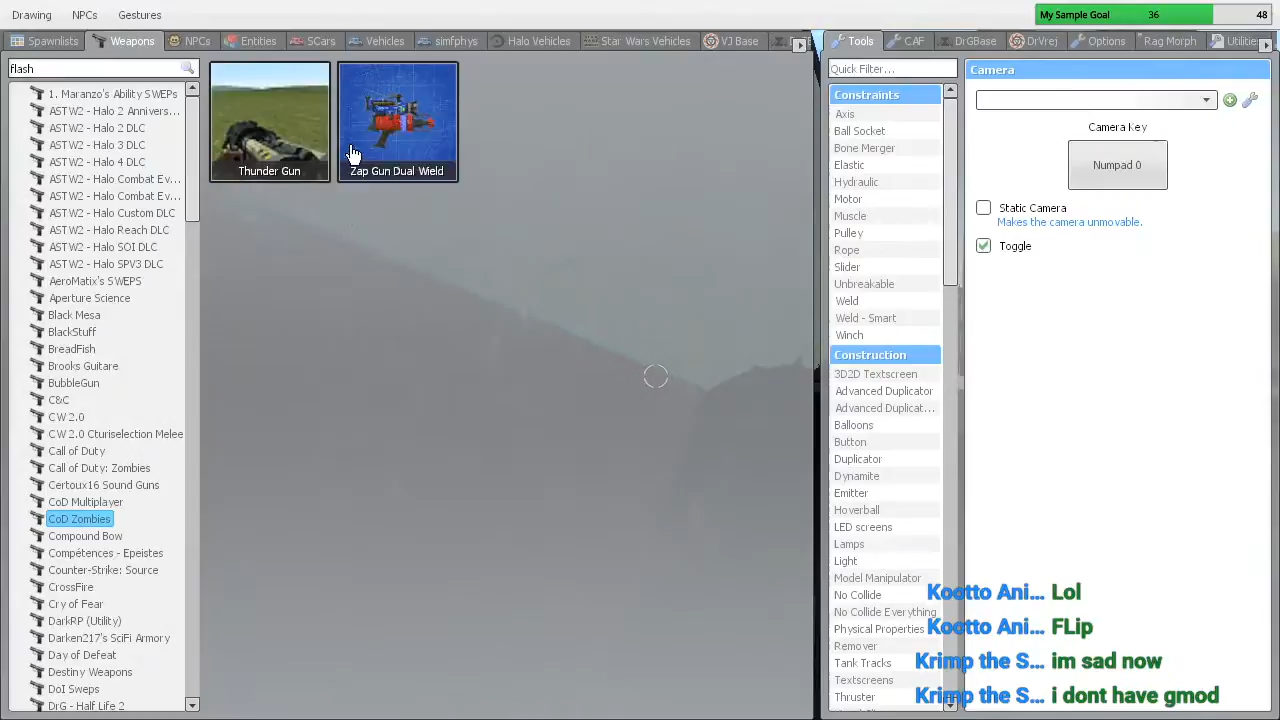 Drawing NPCs Gestures
My Sample Goal 36 48
Spawnlists Weapons NPCs Entities SCars Vehicles simfphys Halo Vehicles Star Wars Vehicles VJ Base
Tools CAF DrGBase DrVrej Options Rag Morph Utilitie
flash
1. Maranzo's Ability SWEPs
ASTW2 - Halo 2 Annivers...
ASTW2 - Halo 2 DLC
ASTW2 - Halo 3 DLC
ASTW2 - Halo 4 DLC
ASTW2 - Halo Combat Ev...
ASTW2 - Halo Combat Ev...
ASTW2 - Halo Custom DLC
ASTW2 - Halo Reach DLC
ASTW2 - Halo SOI DLC
ASTW2 - Halo SPV3 DLC
AeroMatix's SWEPS
Aperture Science
Black Mesa
BlackStuff
BreadFish
Brooks Guitare
BubbleGun
C&C
CW 2.0
CW 2.0 Cturiselection Melee
Call of Duty
Call of Duty: Zombies
Certoux16 Sound Guns
CoD Multiplayer
CoD Zombies
Compound Bow
Compétences - Epeistes
Counter-Strike: Source
CrossFire
Cry of Fear
DarkRP (Utility)
Darken217's SciFi Armory
Day of Defeat
Destiny Weapons
DoI Sweps
DrG - Half Life 2
Thunder Gun
Zap Gun Dual Wield
Quick Filter...
Constraints
Axis
Ball Socket
Bone Merger
Elastic
Hydraulic
Motor
Muscle
Pulley
Rope
Slider
Unbreakable
Weld
Weld - Smart
Winch
Construction
3D2D Textscreen
Advanced Duplicator
Advanced Duplicat...
Balloons
Button
Duplicator
Dynamite
Emitter
Hoverball
LED screens
Lamps
Light
Model Manipulator
No Collide
No Collide Everything
Physical Properties
Remover
Tank Tracks
Textscreens
Thruster
Camera
Camera Key
Numpad 0
Static Camera
Makes the camera unmovable.
Toggle
Kootto Ani... Lol
Kootto Ani... FLip
Krimp the S... im sad now
Krimp the S... i dont have gmod